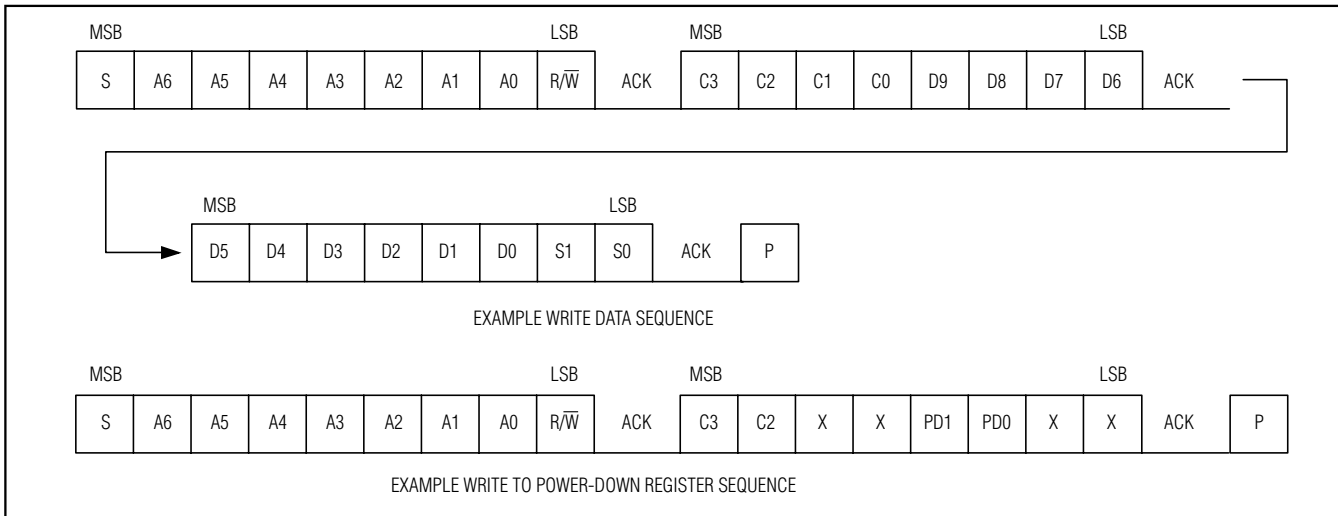 MSB LSB MSB LSB
S A6 A5 A4 A3 A2 A1 A0 R/W̅ ACK C3 C2 C1 C0 D9 D8 D7 D6 ACK
MSB LSB
D5 D4 D3 D2 D1 D0 S1 S0 ACK P
EXAMPLE WRITE DATA SEQUENCE
MSB LSB MSB LSB
S A6 A5 A4 A3 A2 A1 A0 R/W̅ ACK C3 C2 X X PD1 PD0 X X ACK P
EXAMPLE WRITE TO POWER-DOWN REGISTER SEQUENCE